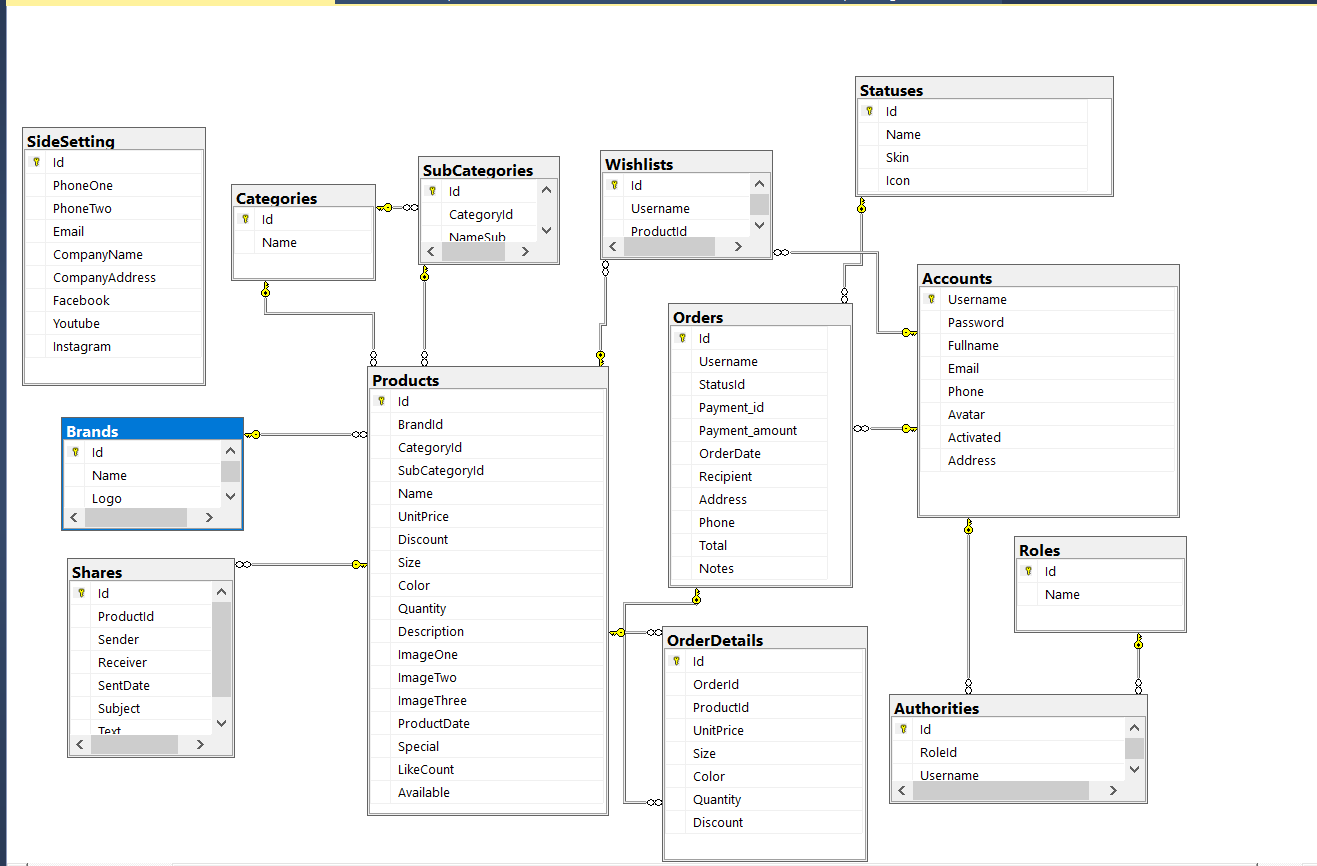 Statuses
Id
Name
Skin
Icon
SideSetting
Id
PhoneOne
PhoneTwo
Email
CompanyName
CompanyAddress
Facebook
Youtube
Instagram
Categories
Id
Name
SubCategories
Id
CategoryId
NameSub
Wishlists
Id
Username
ProductId
Accounts
Username
Password
Fullname
Email
Phone
Avatar
Activated
Address
Orders
Id
Username
StatusId
Payment_id
Payment_amount
OrderDate
Recipient
Address
Phone
Total
Notes
Products
Id
BrandId
CategoryId
SubCategoryId
Name
UnitPrice
Discount
Size
Color
Quantity
Description
ImageOne
ImageTwo
ImageThree
ProductDate
Special
LikeCount
Available
Brands
Id
Name
Logo
Shares
Id
ProductId
Sender
Receiver
SentDate
Subject
Text
Roles
Id
Name
OrderDetails
Id
OrderId
ProductId
UnitPrice
Size
Color
Quantity
Discount
Authorities
Id
RoleId
Username